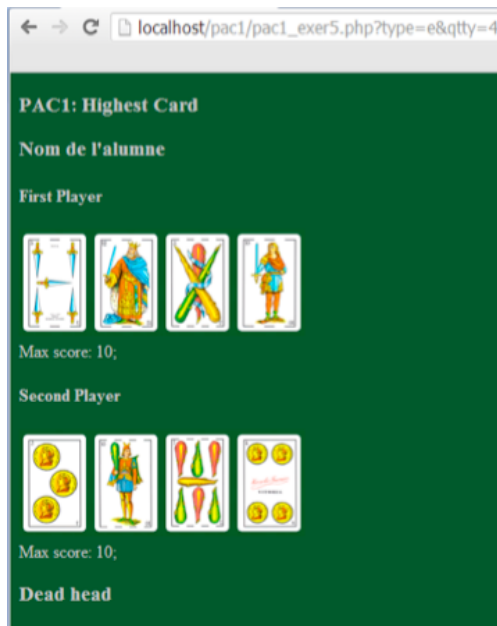 localhost/pac1/pac1_exer5.php?type=e&qtty=4
PAC1: Highest Card
Nom de l'alumne
First Player
Max score: 10;
Second Player
Max score: 10;
Dead head